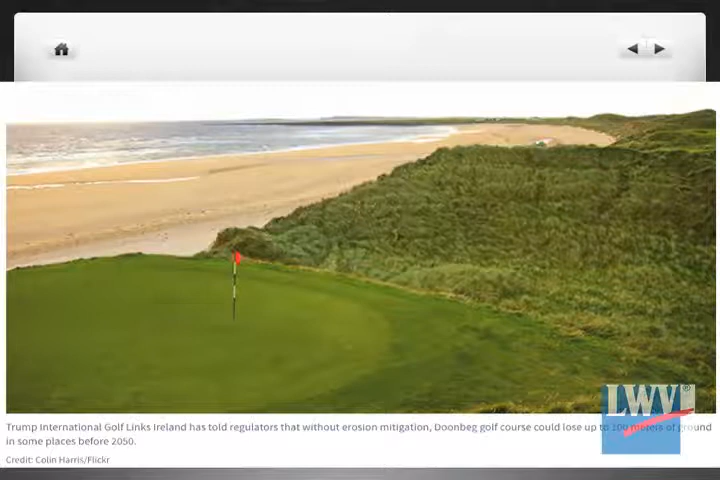 Trump International Golf Links Ireland has told regulators that without erosion mitigation, Doonbeg golf course could lose up to 100 meters of ground
in some places before 2050.
Credit: Colin Harris/Flickr
LWV®